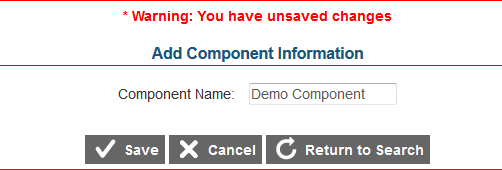 * Warning: You have unsaved changes
Add Component Information
Component Name: Demo Component
Save Cancel Return to Search